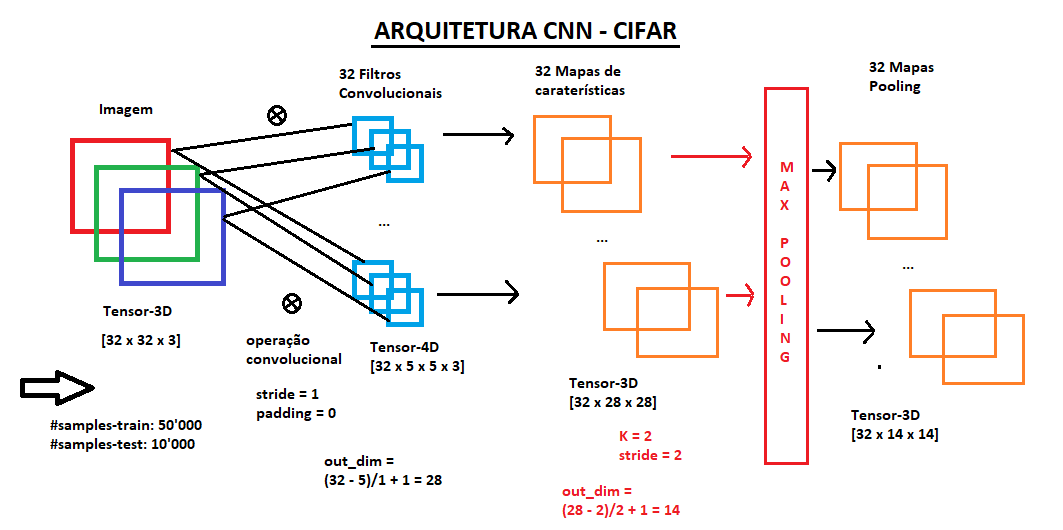 ARQUITETURA CNN - CIFAR
Imagem
32 Filtros
Convolucionais
32 Mapas de
caraterísticas
32 Mapas
Pooling
...
...
...
MAX POOLING
Tensor-3D
[32 x 32 x 3]
operação
convolucional
stride = 1
padding = 0
Tensor-4D
[32 x 5 x 5 x 3]
Tensor-3D
[32 x 28 x 28]
Tensor-3D
[32 x 14 x 14]
#samples-train: 50'000
#samples-test: 10'000
K = 2
stride = 2
out_dim =
(32 - 5)/1 + 1 = 28
out_dim =
(28 - 2)/2 + 1 = 14